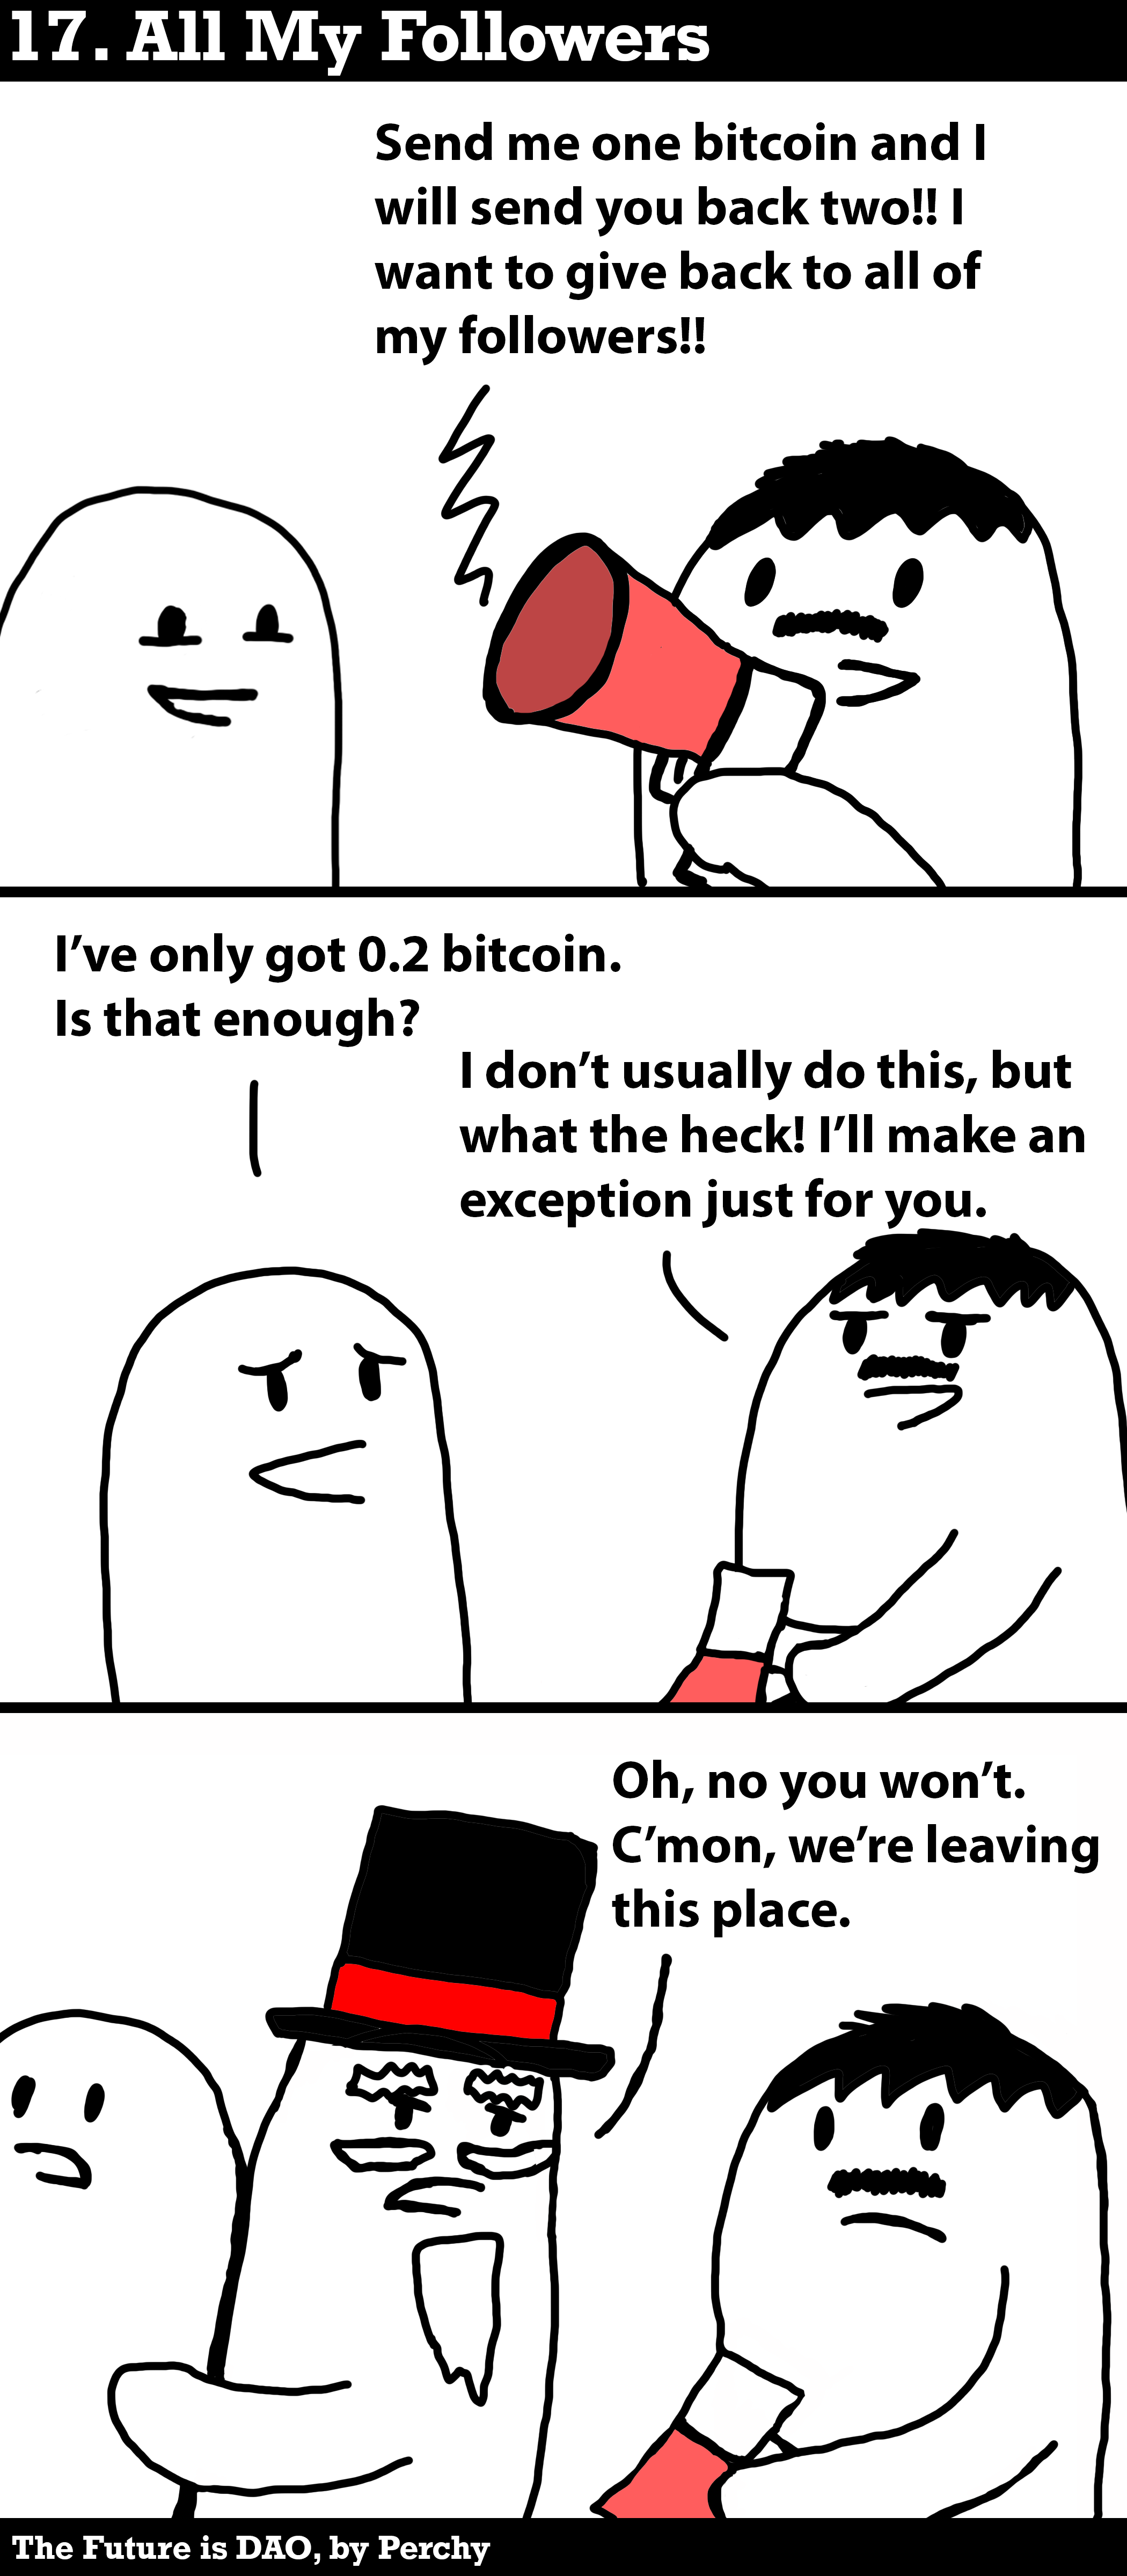 17. All My Followers
Send me one bitcoin and I
will send you back two!! I
want to give back to all of
my followers!!
I've only got 0.2 bitcoin.
Is that enough?
I don't usually do this, but
what the heck! I'll make an
exception just for you.
Oh, no you won't.
C'mon, we're leaving
this place.
The Future is DAO, by Perchy